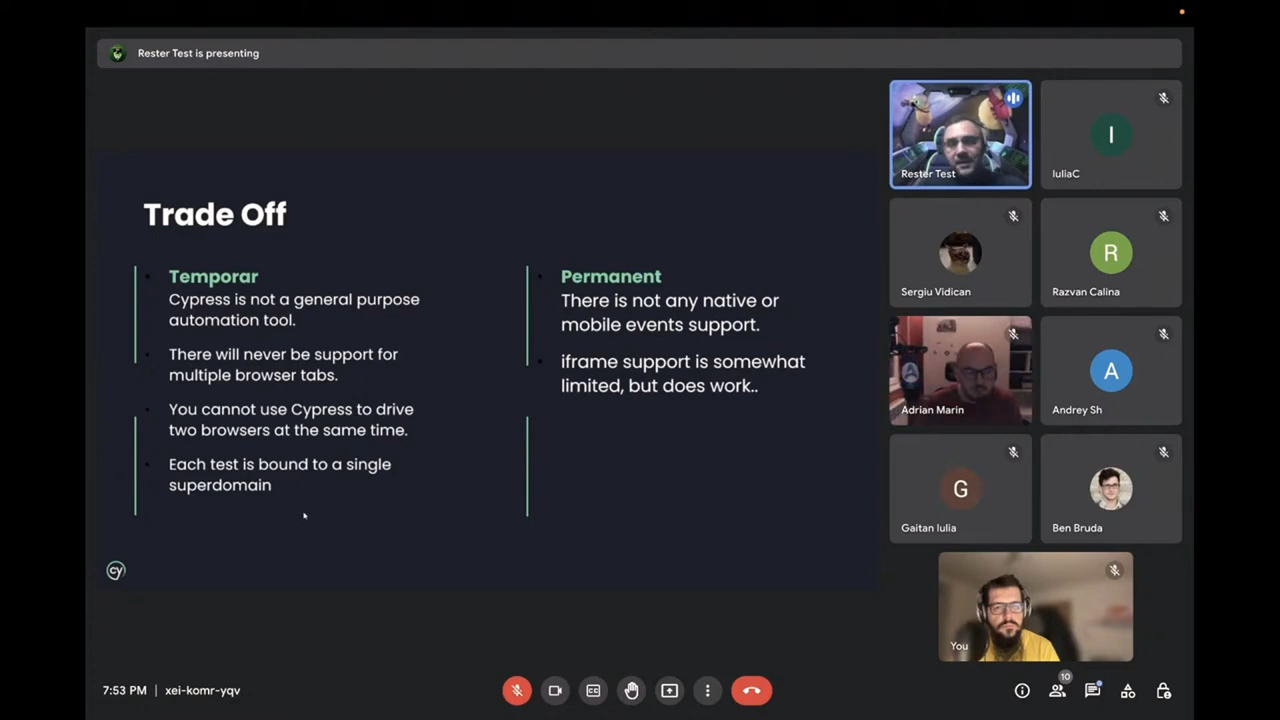 Rester Test is presenting
Trade Off
Temporar
Cypress is not a general purpose
automation tool.
There will never be support for
multiple browser tabs.
You cannot use Cypress to drive
two browsers at the same time.
Each test is bound to a single
superdomain
Permanent
There is not any native or
mobile events support.
iframe support is somewhat
limited, but does work..
cy
Rester Test
I
IuliaC
Sergiu Vidican
R
Razvan Calina
Adrian Marin
A
Andrey Sh
G
Gaitan Iulia
Ben Bruda
You
7:53 PM
xei-komr-yqv
CC
10